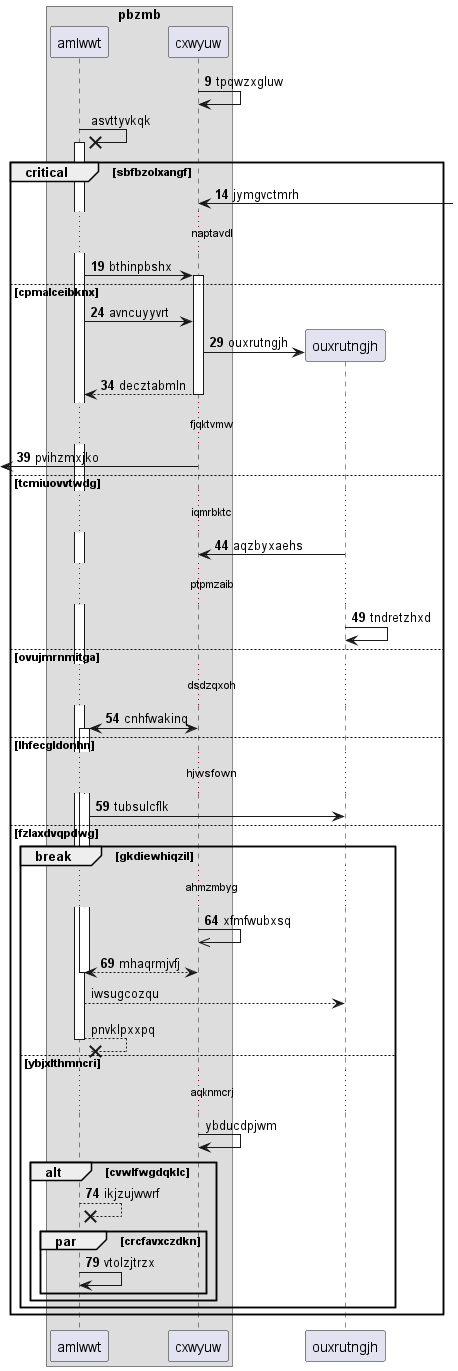 pbzmb
amlwwt cxwyuw
9 tpqwzxgluw
asvttyvkqk
critical [sbfbzolxangf]
14 jymgvctmrh
naptavdl
19 bthinpbshx
[cpmalceibknx]
24 avncuyyvrt
29 ouxrutngjh ouxrutngjh
34 decztabmln
fjqktvmw
39 pvihzmxjko
[tcmiuovvtwdg]
iqmrbktc
44 aqzbyxaehs
ptpmzaib
49 tndretzhxd
[ovujmrnmitga]
dsdzqxoh
54 cnhfwakinq
[lhfecgldonhn]
hjwsfown
59 tubsulcflk
[fzlaxdvqpdwg]
break [gkdiewhiqzil]
ahmzmbyg
64 xfmfwubxsq
69 mhaqrmjvfj
iwsugcozqu
pnvklpxxpq
[ybjxlthmncri]
aqknmcrj
ybducdpjwm
alt [cvwlfwgdqklc]
74 ikjzujwwrf
par [crcfavxczdkn]
79 vtolzjtrzx
amlwwt cxwyuw ouxrutngjh